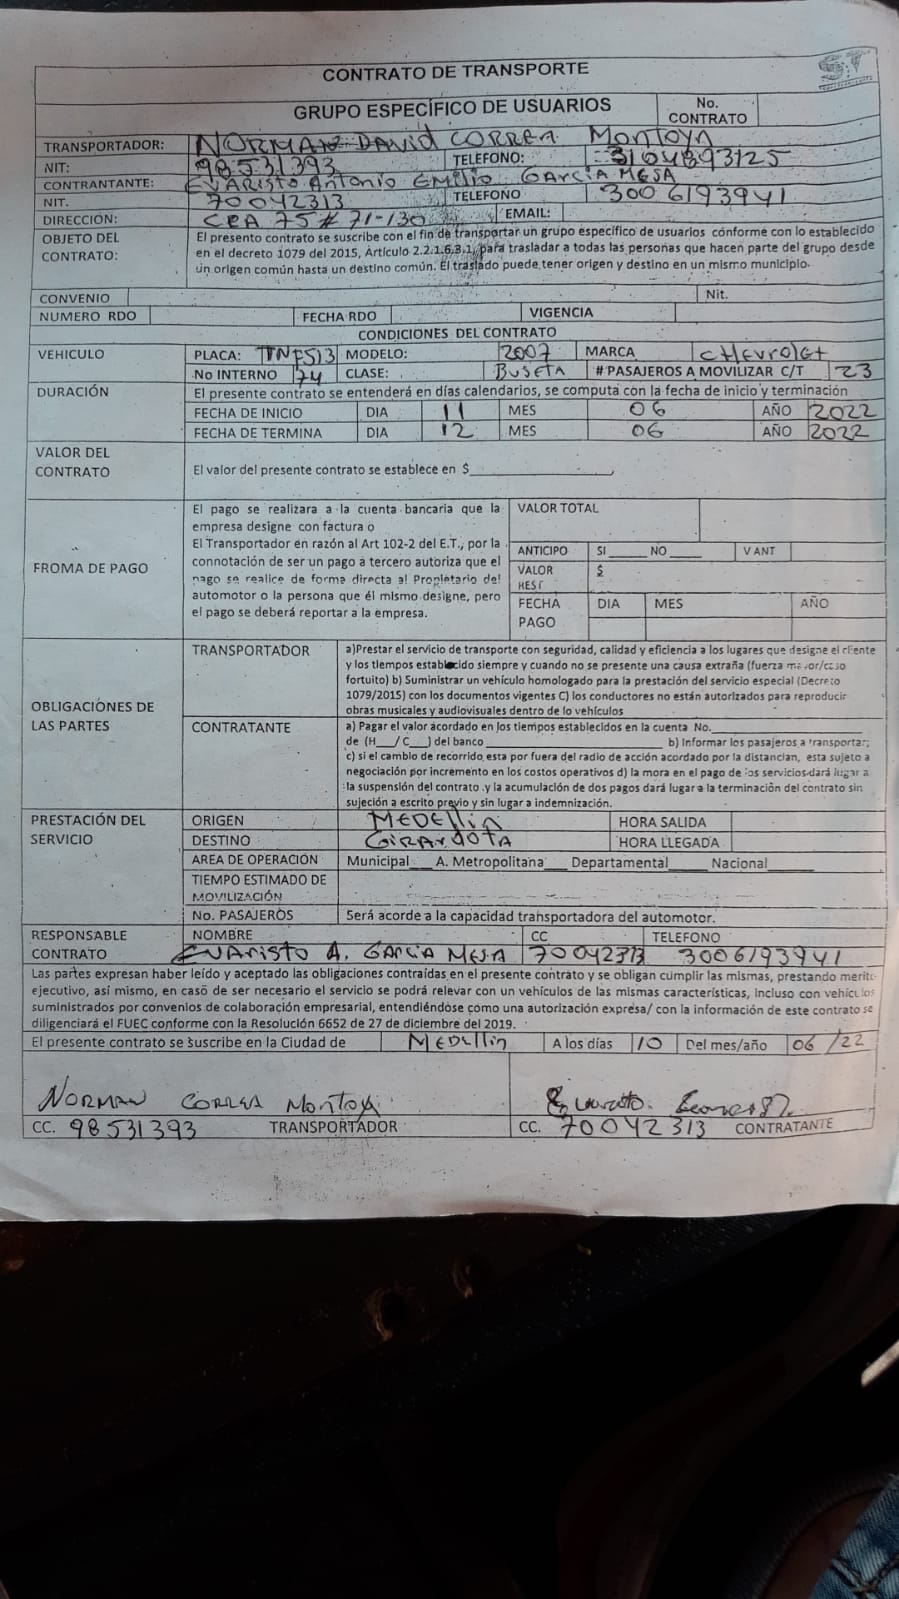 CONTRATO DE TRANSPORTE
GRUPO ESPECÍFICO DE USUARIOS No. CONTRATO
TRANSPORTADOR: NORMAN DAVID CORREA Montoya
NIT: 98531393 TELEFONO: 3104893125
CONTRANTANTE: EVARISTO Antonio EMILIO GARCIA MESA
NIT. 70042313 TELEFONO 3006193941
DIRECCIÓN: CRA 75 # 71-130 EMAIL:
OBJETO DEL CONTRATO: El presente contrato se suscribe con el fin de transportar un grupo específico de usuarios conforme con lo establecido
en el decreto 1079 del 2015, Artículo 2.2.1.6.3.1, para trasladar a todas las personas que hacen parte del grupo desde
un origen común hasta un destino común. El traslado puede tener origen y destino en un mismo municipio.
CONVENIO Nit.
NUMERO RDO FECHA RDO VIGENCIA
CONDICIONES DEL CONTRATO
VEHICULO PLACA: TNF513 MODELO: 2007 MARCA CHEvrolet
No INTERNO 74 CLASE: BUSETA # PASAJEROS A MOVILIZAR C/T 23
DURACIÓN El presente contrato se entenderá en días calendarios, se computa con la fecha de inicio y terminación
FECHA DE INICIO DIA 11 MES 06 AÑO 2022
FECHA DE TERMINA DIA 12 MES 06 AÑO 2022
VALOR DEL CONTRATO El valor del presente contrato se establece en $
FROMA DE PAGO
El pago se realizara a la cuenta bancaria que la
empresa designe con factura o
El Transportador en razón al Art 102-2 del E.T., por la
connotación de ser un pago a tercero autoriza que el
pago se realice de forma directa al Propietario del
automotor o la persona que él mismo designe, pero
el pago se deberá reportar a la empresa.
VALOR TOTAL
ANTICIPO SI NO V ANT
VALOR REST $
FECHA PAGO DIA MES AÑO
OBLIGACIÓNES DE LAS PARTES
TRANSPORTADOR
a)Prestar el servicio de transporte con seguridad, calidad y eficiencia a los lugares que designe el cliente
y los tiempos establecido siempre y cuando no se presente una causa extraña (fuerza mayor/caso
fortuito) b) Suministrar un vehículo homologado para la prestación del servicio especial (Decreto
1079/2015) con los documentos vigentes C) los conductores no están autorizados para reproducir
obras musicales y audiovisuales dentro de lo vehículos
CONTRATANTE
a) Pagar el valor acordado en los tiempos establecidos en la cuenta No.
de (H___/ C___) del banco b) Informar los pasajeros a transportar;
c) si el cambio de recorrido, esta por fuera del radio de acción acordado por la distancian, esta sujeto a
negociación por incremento en los costos operativos d) la mora en el pago de los servicios dará lugar a
la suspensión del contrato y la acumulación de dos pagos dará lugar a la terminación del contrato sin
sujeción a escrito previo y sin lugar a indemnización.
PRESTACIÓN DEL SERVICIO
ORIGEN MEDEllin HORA SALIDA
DESTINO GIRARDOTA HORA LLEGADA
AREA DE OPERACIÓN Municipal___ A. Metropolitana___ Departamental____ Nacional____
TIEMPO ESTIMADO DE MOVILIZACIÓN
No. PASAJEROS Será acorde a la capacidad transportadora del automotor.
RESPONSABLE CONTRATO NOMBRE CC TELEFONO
EVARISTO A. GARCIA MESA 70042313 3006193941
Las partes expresan haber leído y aceptado las obligaciones contraídas en el presente contrato y se obligan cumplir las mismas, prestando merito
ejecutivo, así mismo, en casó de ser necesario el servicio se podrá relevar con un vehículos de las mismas características, incluso con vehículos
suministrados por convenios de colaboración empresarial, entendiéndose como una autorización expresa/ con la información de este contrato se
diligenciará el FUEC conforme con la Resolución 6652 de 27 de diciembre del 2019.
El presente contrato se suscribe en la Ciudad de MEDEllin A los días 10 Del mes/año 06 /22
NORMAN CORREA Montoya
CC. 98531393 TRANSPORTADOR CC. 70042313 CONTRATANTE